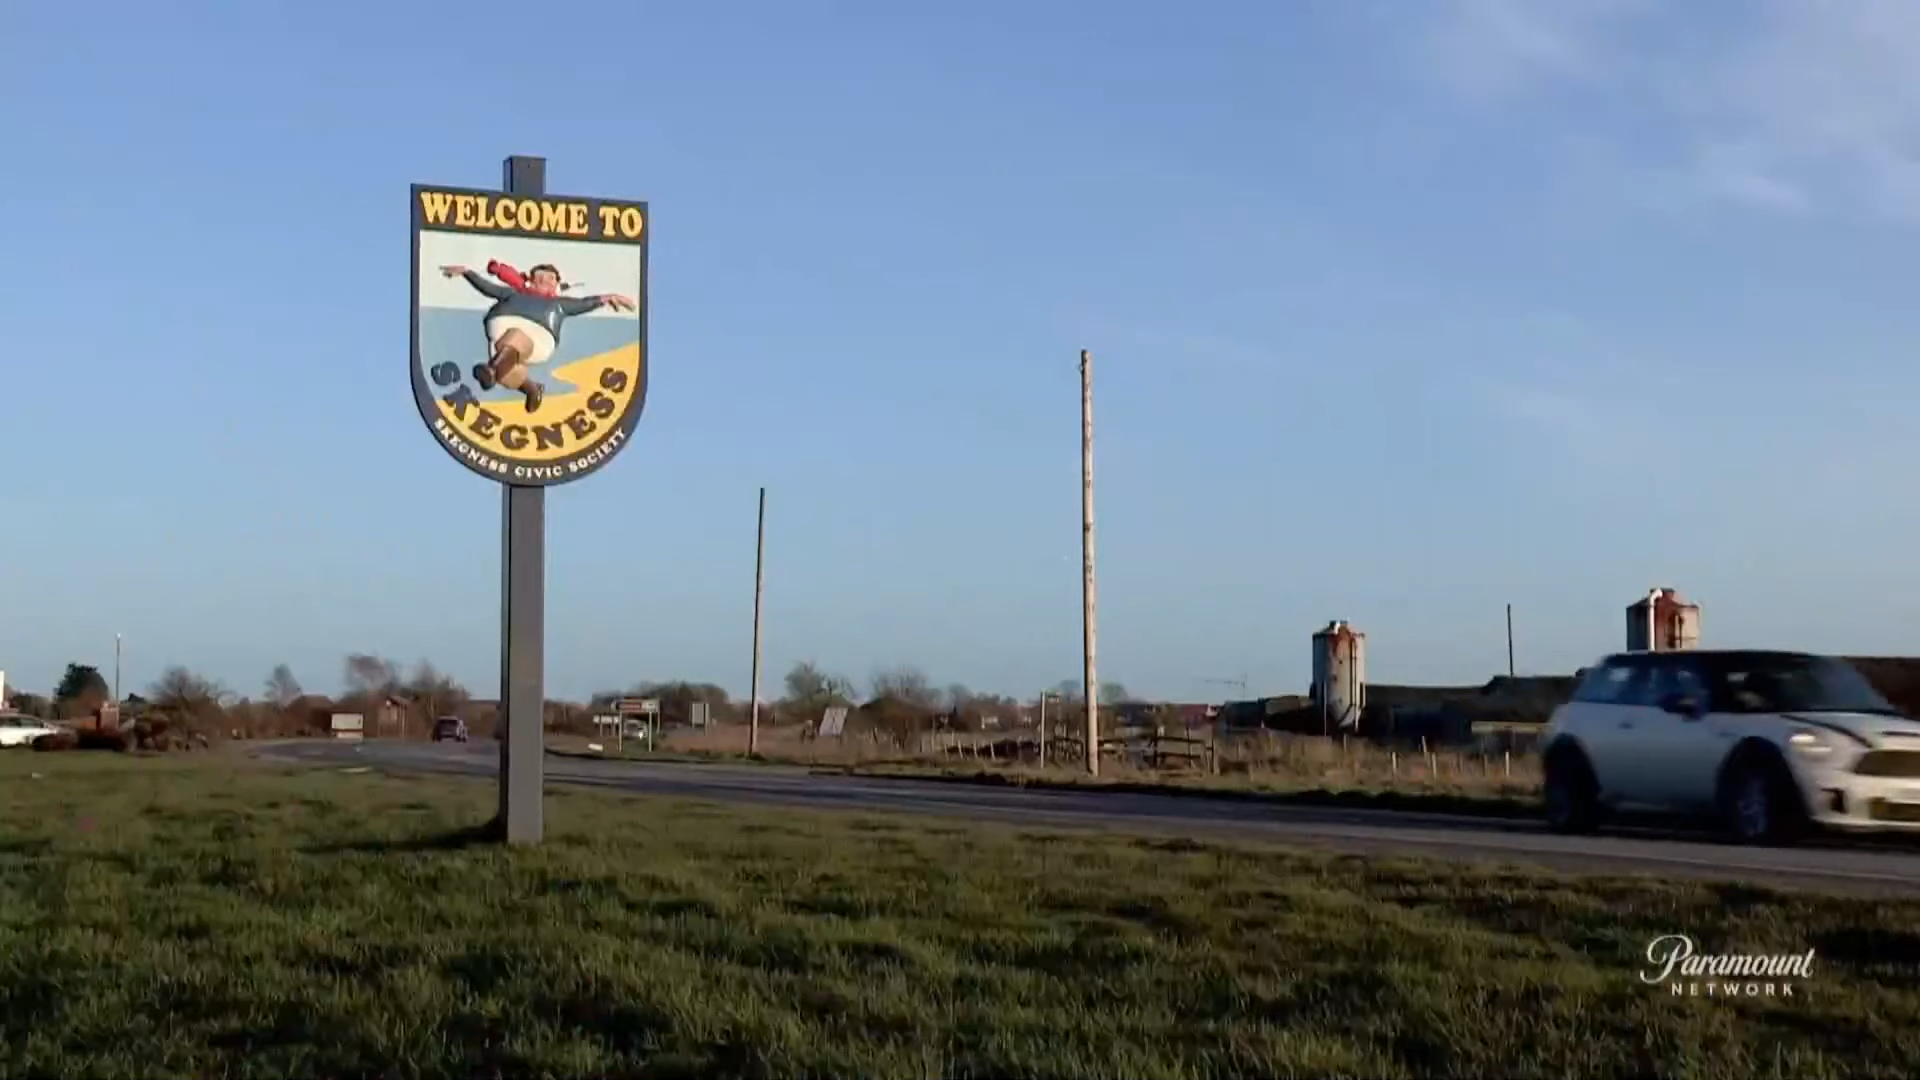 WELCOME TO
SKEGNESS
SKEGNESS CIVIC SOCIETY
Paramount
NETWORK